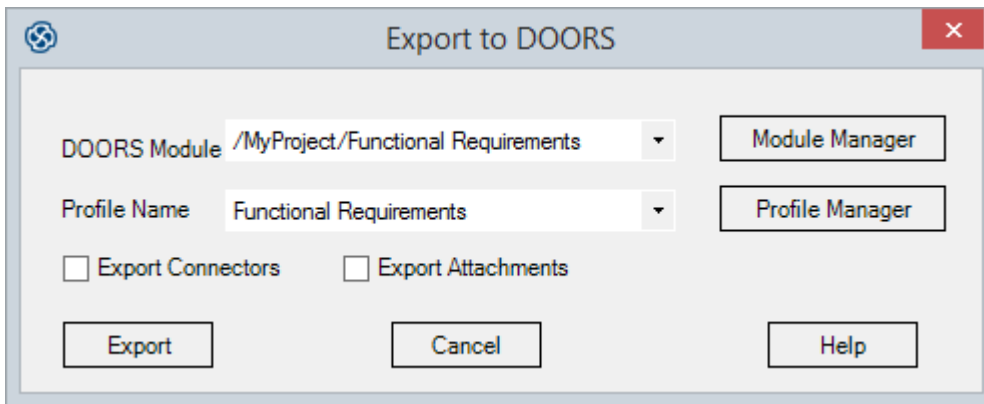 Export to DOORS
DOORS Module /MyProject/Functional Requirements Module Manager
Profile Name Functional Requirements Profile Manager
Export Connectors Export Attachments
Export Cancel Help